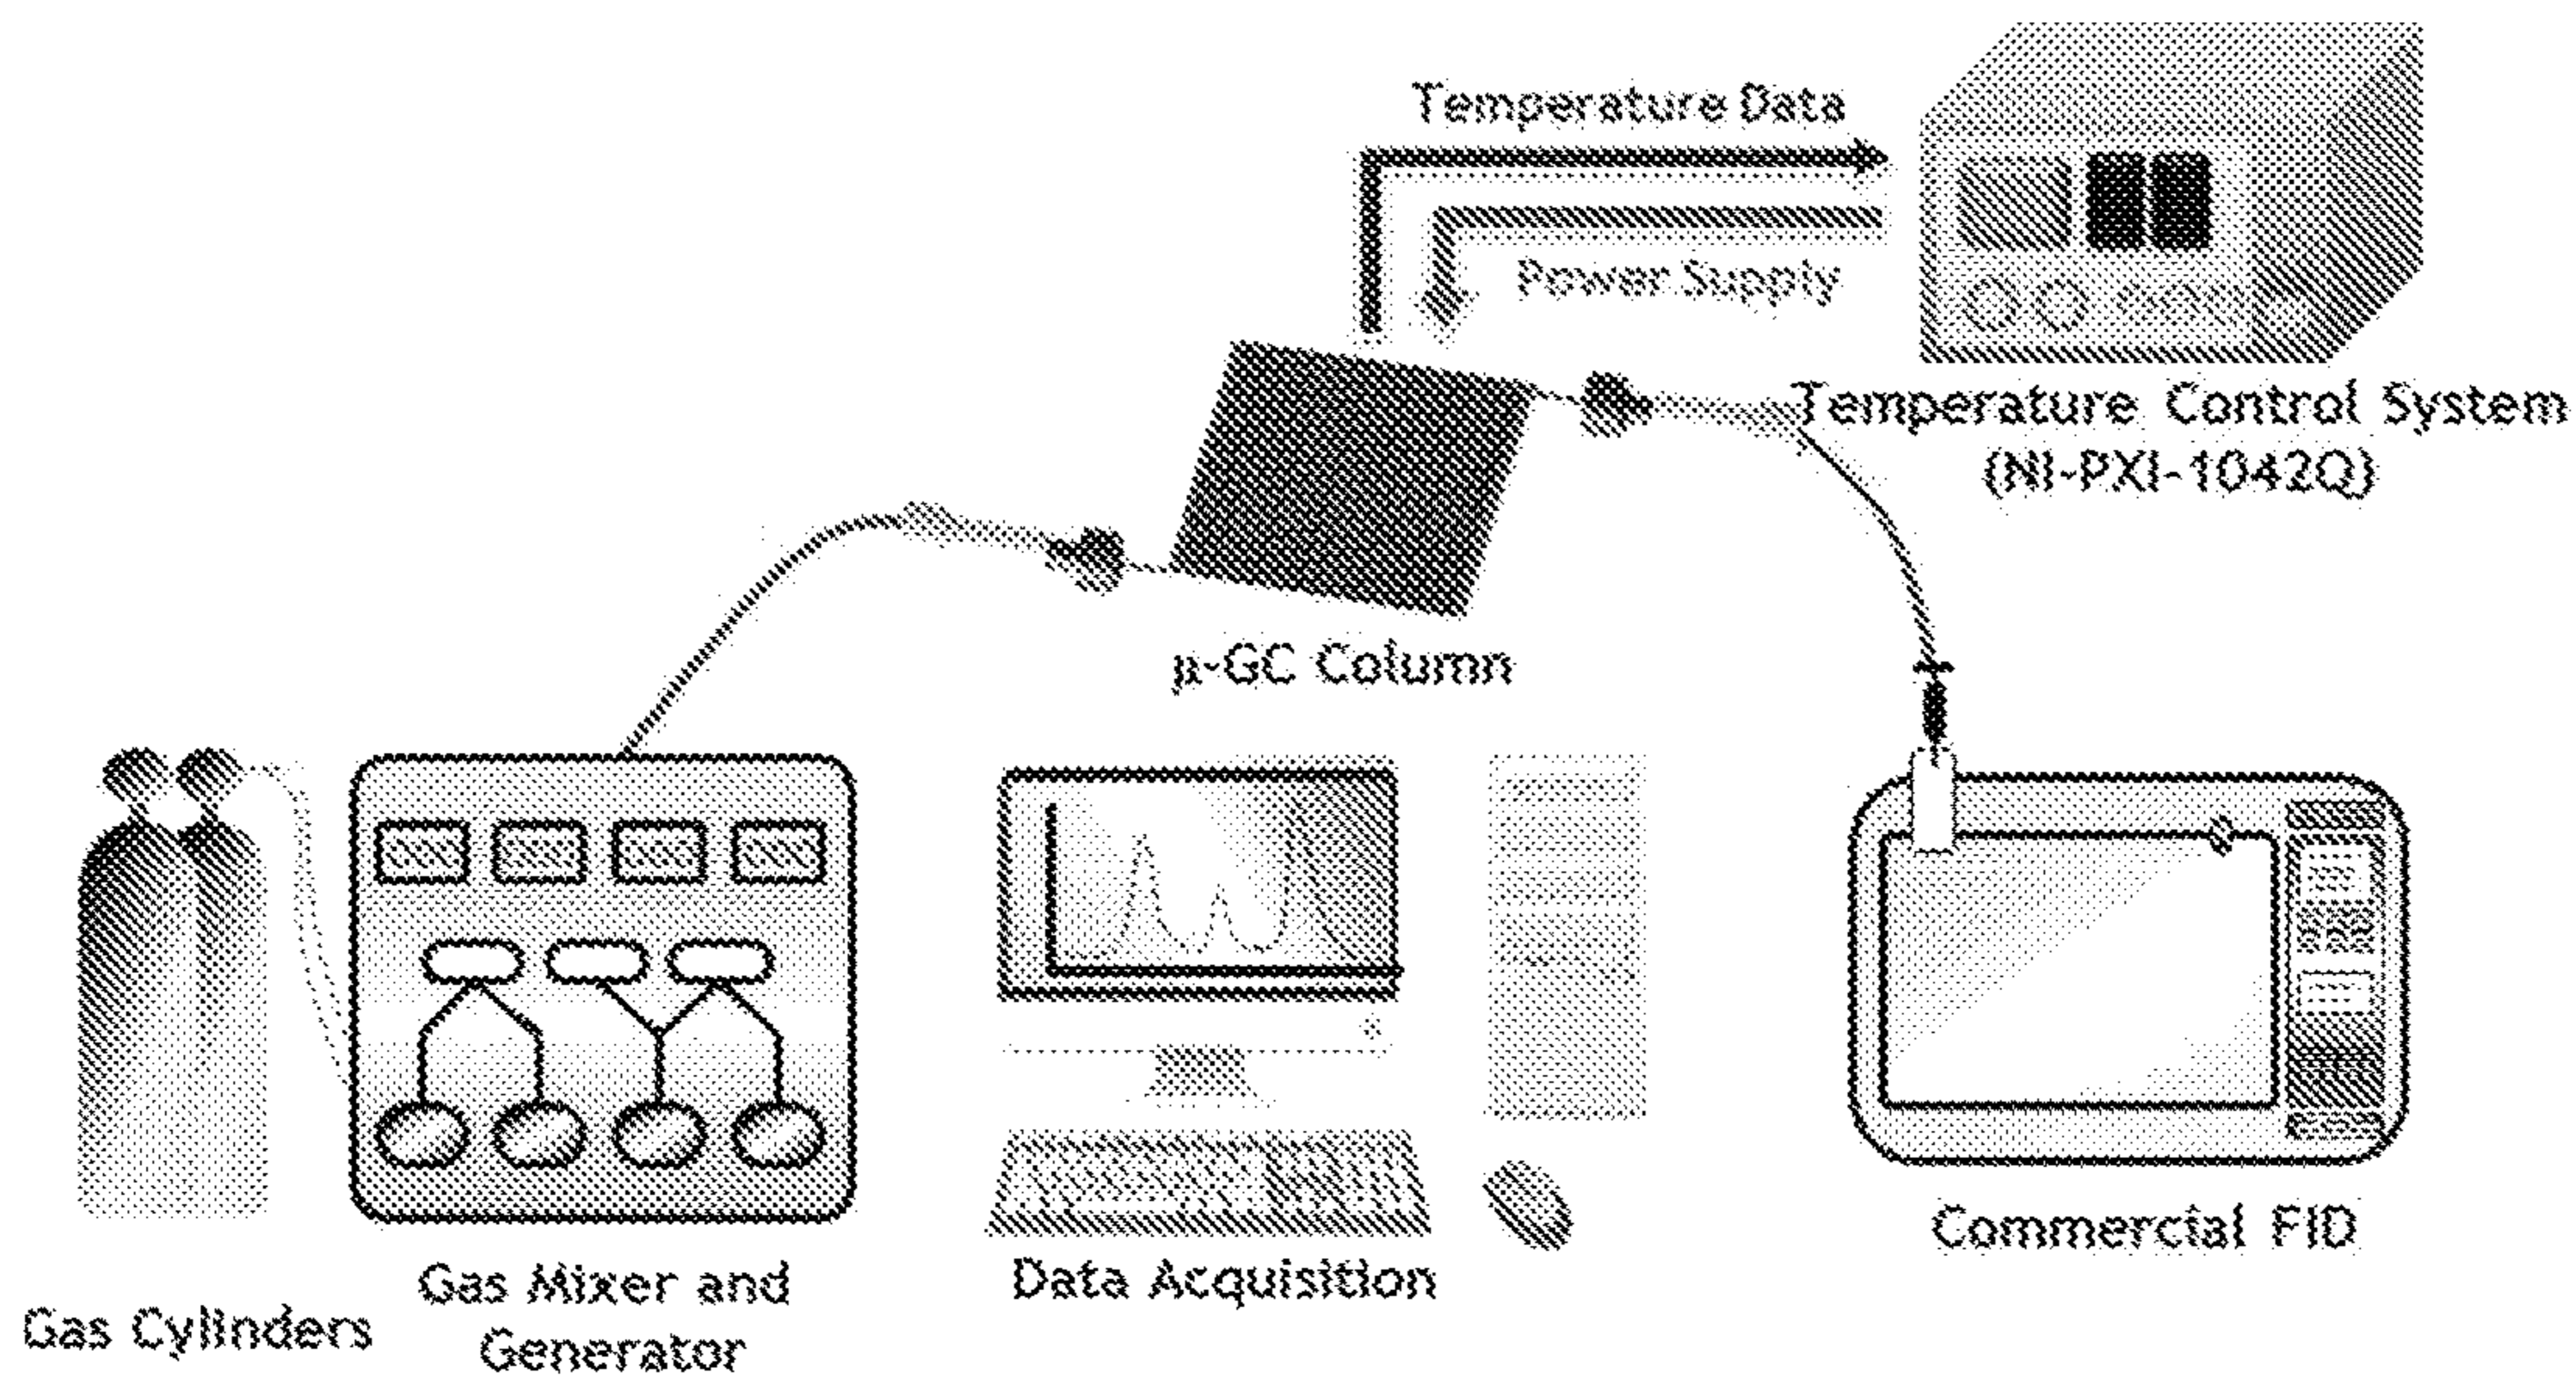 Temperature Data
Power Supply
Temperature Control System
(NI-PXI-1042Q)
µ-GC Column
Gas Cylinders
Gas Mixer and
Generator
Data Acquisition
Commercial FID